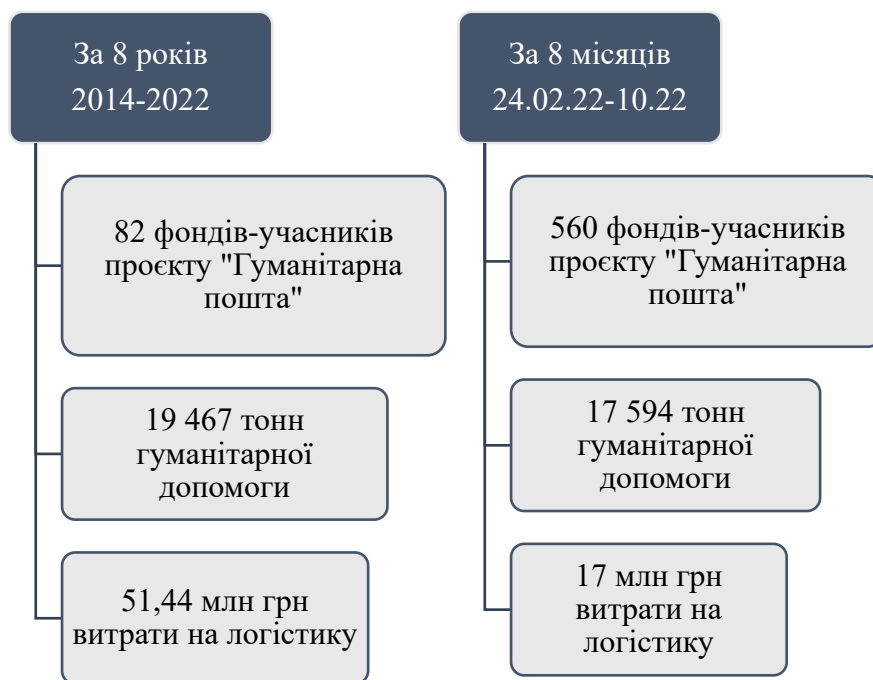 За 8 років
2014-2022
82 фондів-учасників
проєкту "Гуманітарна
пошта"
19 467 тонн
гуманітарної
допомоги
51,44 млн грн
витрати на логістику
За 8 місяців
24.02.22-10.22
560 фондів-учасників
проєкту "Гуманітарна
пошта"
17 594 тонн
гуманітарної
допомоги
17 млн грн
витрати на
логістику